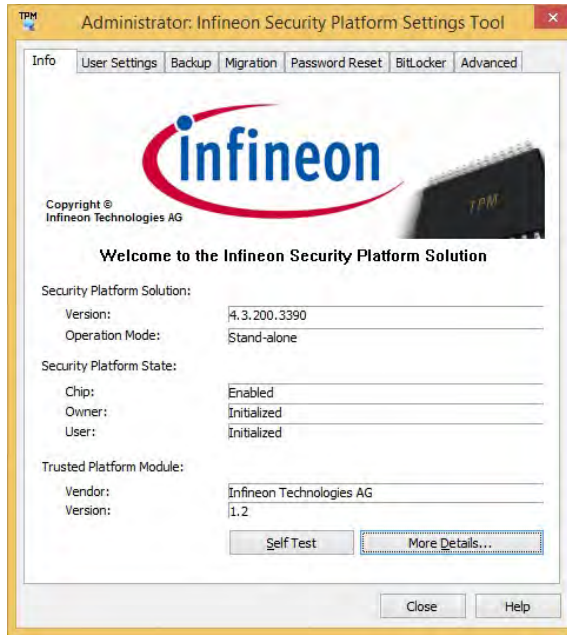 TPM
Administrator: Infineon Security Platform Settings Tool
Info User Settings Backup Migration Password Reset BitLocker Advanced
infineon
TPM
Copyright ©
Infineon Technologies AG
Welcome to the Infineon Security Platform Solution
Security Platform Solution:
Version: 4.3.200.3390
Operation Mode: Stand-alone
Security Platform State:
Chip: Enabled
Owner: Initialized
User: Initialized
Trusted Platform Module:
Vendor: Infineon Technologies AG
Version: 1.2
Self Test More Details...
Close Help